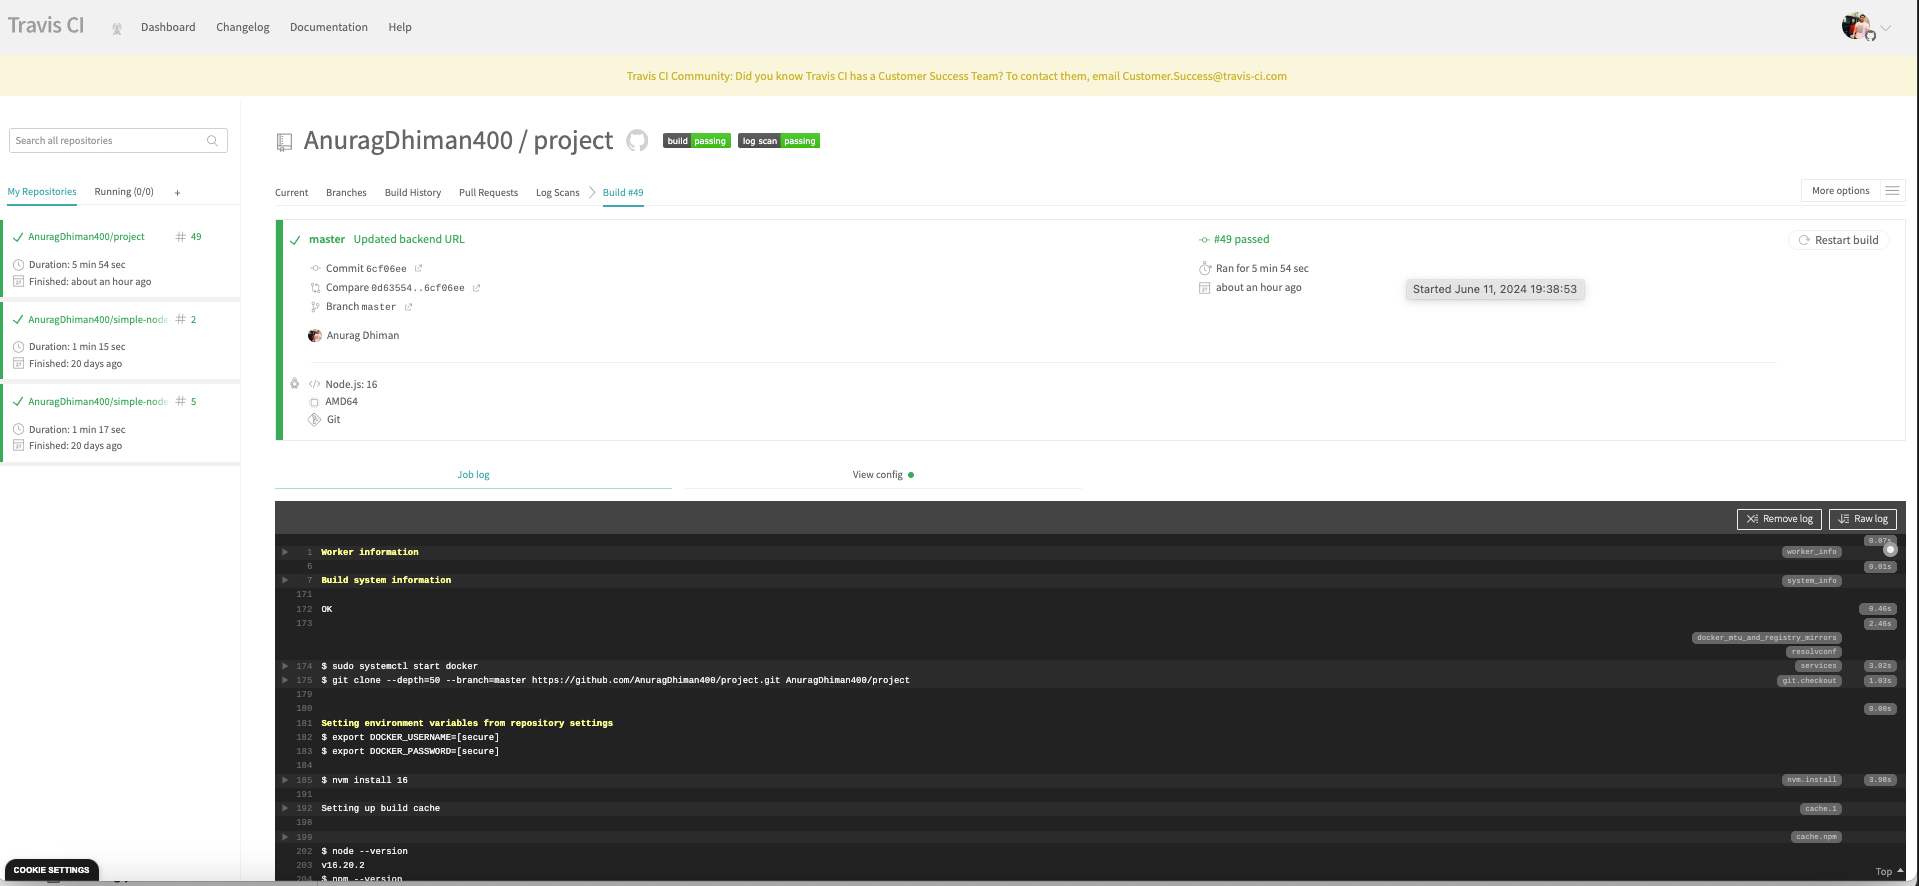 Travis CI
Dashboard Changelog Documentation Help
Travis CI Community: Did you know Travis CI has a Customer Success Team? To contact them, email Customer.Success@travis-ci.com
Search all repositories
My Repositories Running (0/0) +
AnuragDhiman400/project # 49
Duration: 5 min 54 sec
Finished: about an hour ago
AnuragDhiman400/simple-node # 2
Duration: 1 min 15 sec
Finished: 20 days ago
AnuragDhiman400/simple-node # 5
Duration: 1 min 17 sec
Finished: 20 days ago
COOKIE SETTINGS
AnuragDhiman400 / project build passing log scan passing
Current Branches Build History Pull Requests Log Scans Build #49
More options
master Updated backend URL
Commit 6cf06ee
Compare 0d63554..6cf06ee
Branch master
Anurag Dhiman
#49 passed
Ran for 5 min 54 sec
about an hour ago
Started June 11, 2024 19:38:53
Restart build
Node.js: 16
AMD64
Git
Job log View config
Remove log Raw log
0.07s
1 Worker information worker_info
6 0.01s
7 Build system information system_info
171
172 OK 0.46s
173 2.46s
docker_mtu_and_registry_mirrors
resolvconf
174 $ sudo systemctl start docker services 3.02s
175 $ git clone --depth=50 --branch=master https://github.com/AnuragDhiman400/project.git AnuragDhiman400/project git.checkout 1.03s
179
180 0.00s
181 Setting environment variables from repository settings
182 $ export DOCKER_USERNAME=[secure]
183 $ export DOCKER_PASSWORD=[secure]
184
185 $ nvm install 16 nvm.install 3.98s
191
192 Setting up build cache cache.1
198
199 cache.npm
202 $ node --version
203 v16.20.2
204 $ npm --version
Top